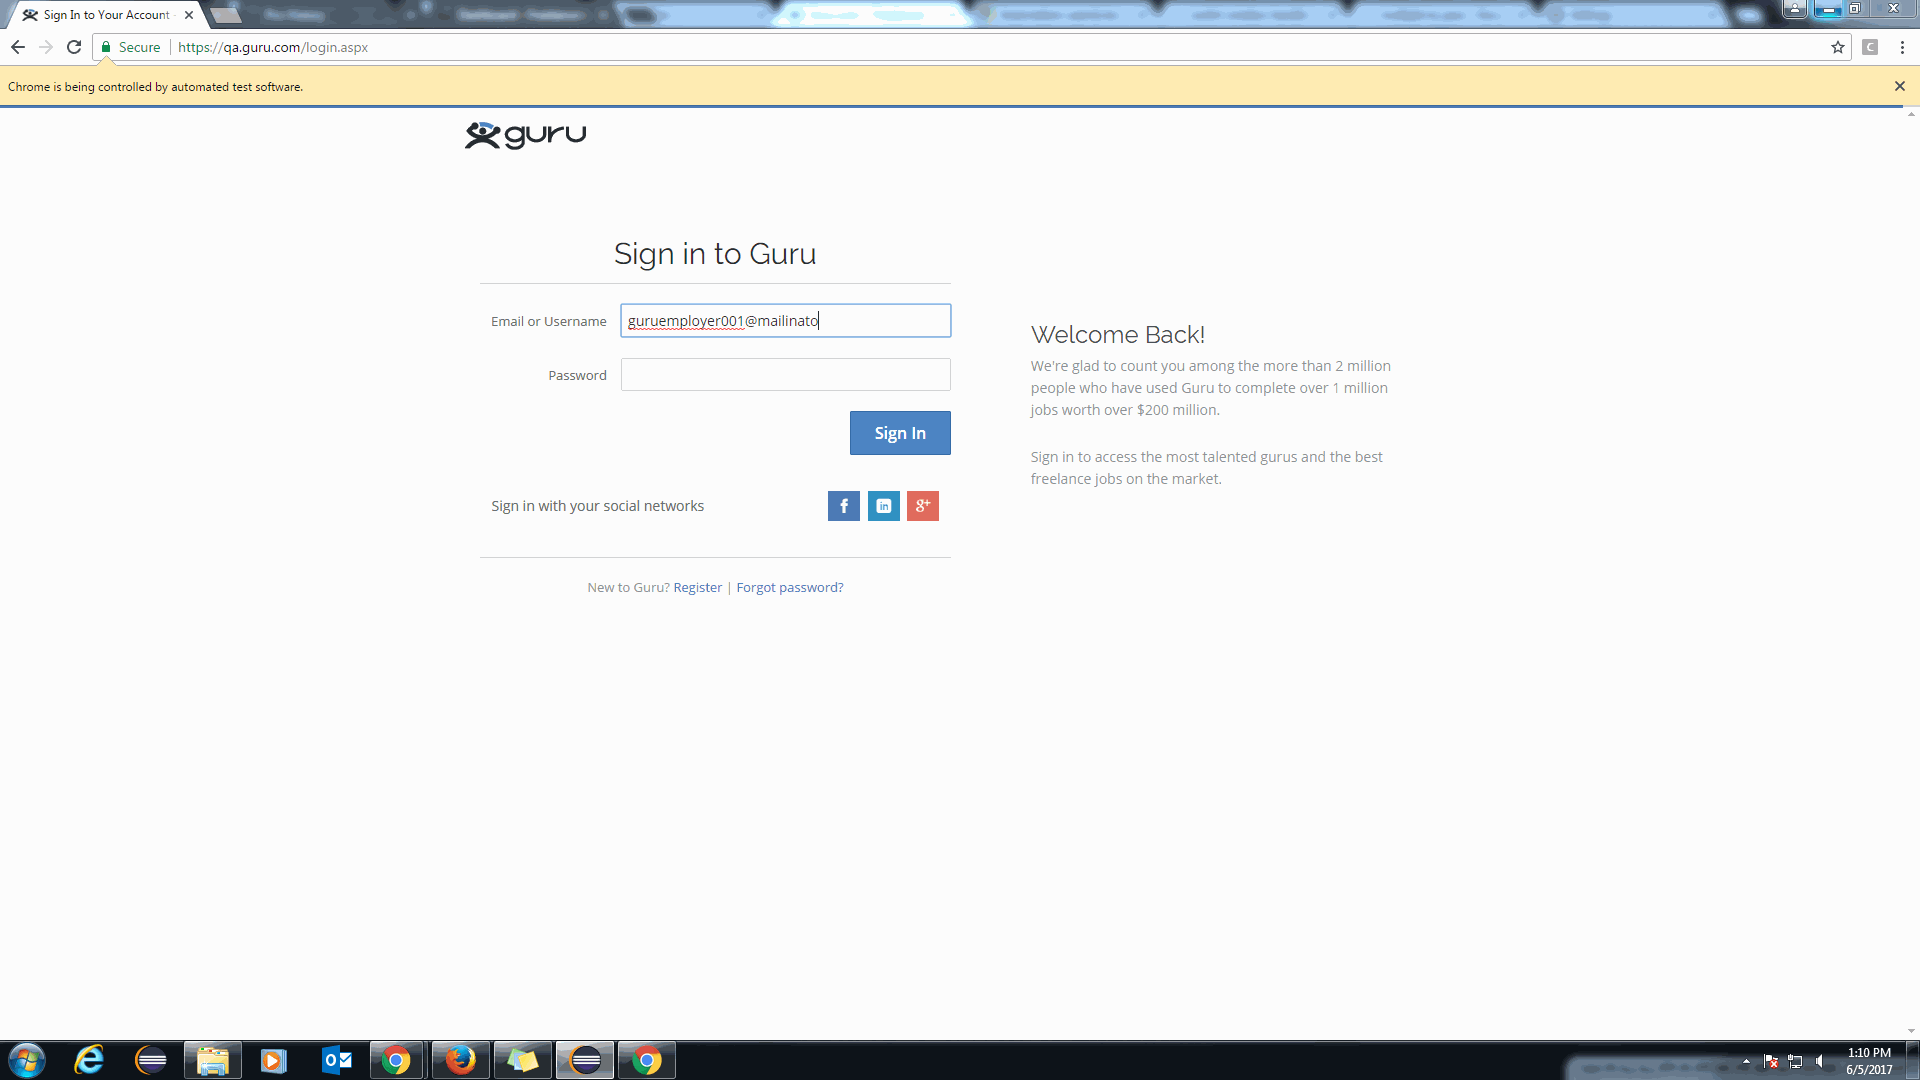 Sign In to Your Account
Secure
https://qa.guru.com/login.aspx
C
Chrome is being controlled by automated test software.
guru
Sign in to Guru
Email or Username
guruemployer001@mailinato
Password
Sign In
Sign in with your social networks
f
in
g+
New to Guru? Register | Forgot password?
Welcome Back!
We're glad to count you among the more than 2 million
people who have used Guru to complete over 1 million
jobs worth over $200 million.
Sign in to access the most talented gurus and the best
freelance jobs on the market.
1:10 PM
6/5/2017